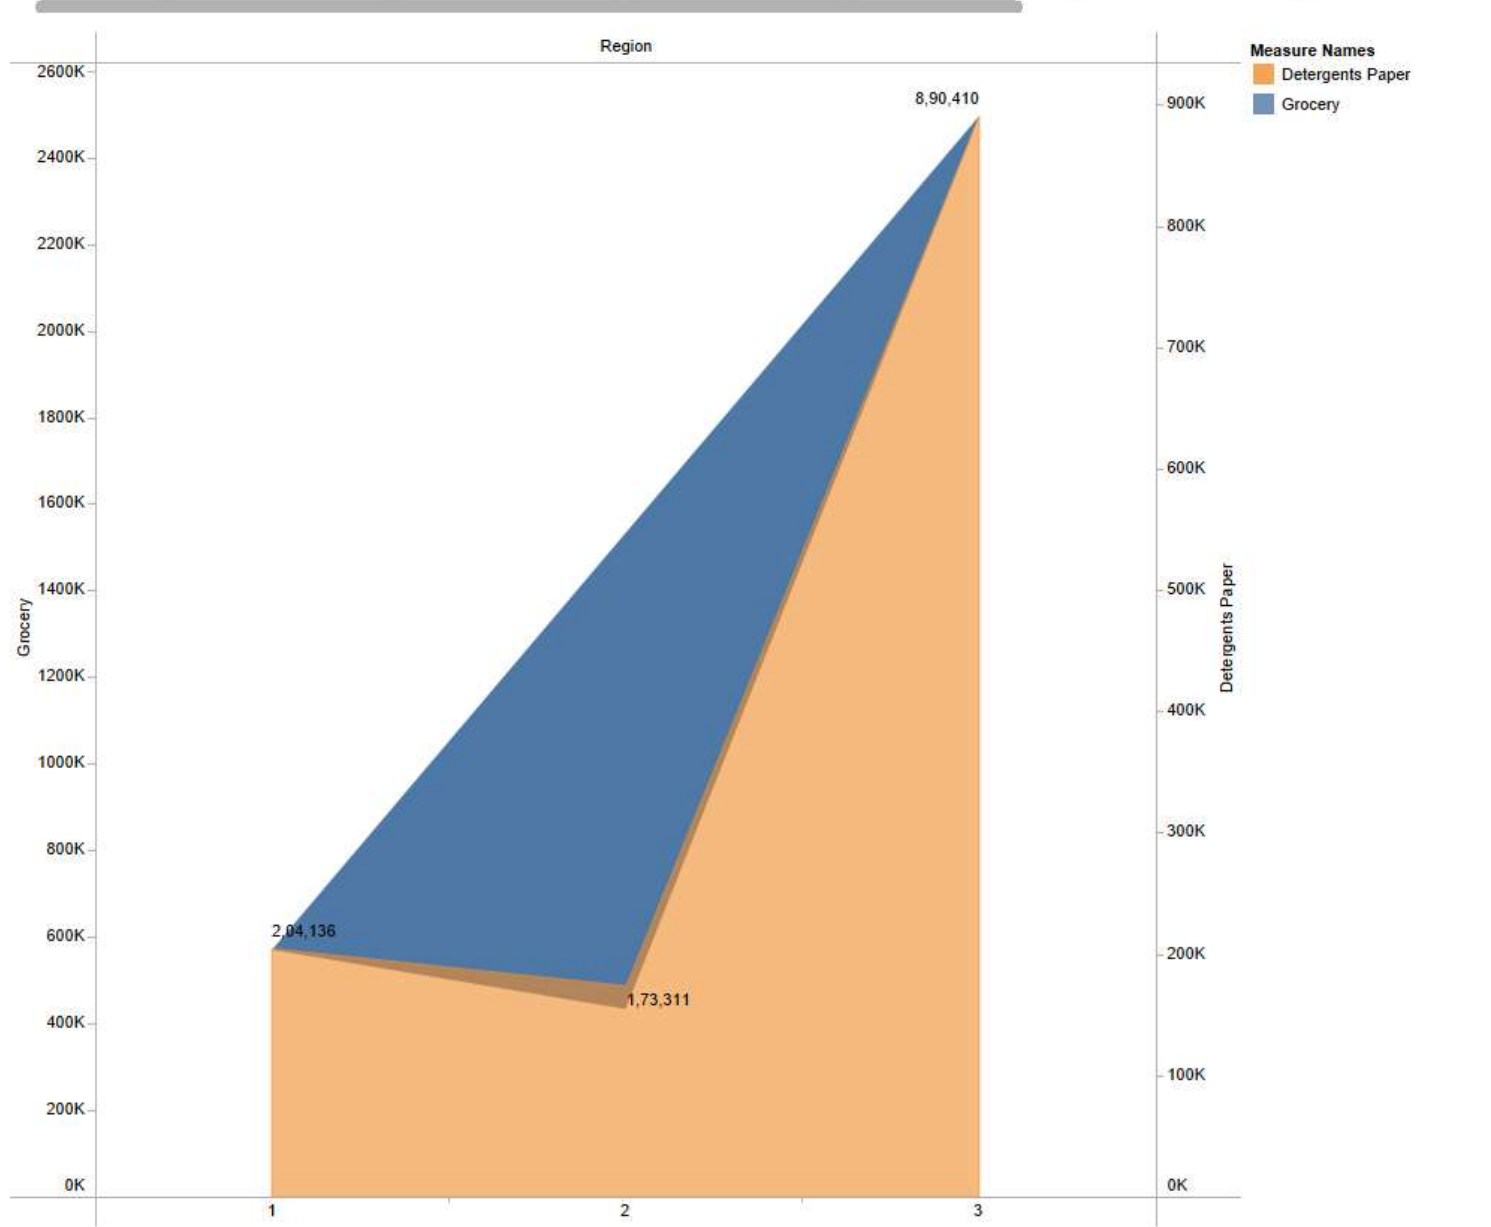 Region
Measure Names
Detergents Paper
Grocery
2600K
2400K
2200K
2000K
1800K
1600K
1400K
1200K
1000K
800K
600K
400K
200K
0K
Grocery
8,90,410
2,04,136
1,73,311
900K
800K
700K
600K
500K
400K
300K
200K
100K
0K
Detergents Paper
1
2
3